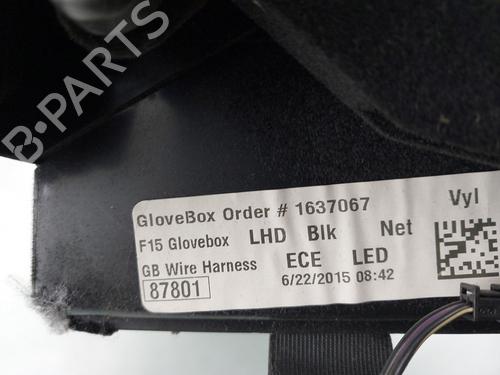 B-PARTS
GloveBox Order # 1637067 Vyl
F15 Glovebox LHD Blk Net
GB Wire Harness ECE LED
87801 6/22/2015 08:42